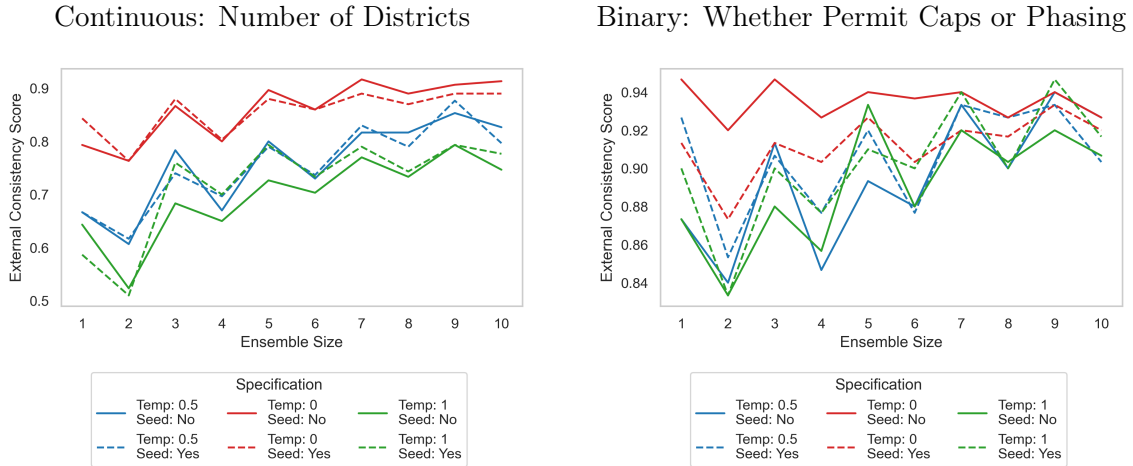 Continuous: Number of Districts
External Consistency Score
0.9
0.8
0.7
0.6
0.5
1 2 3 4 5 6 7 8 9 10
Ensemble Size
Specification
Temp: 0.5 Temp: 0 Temp: 1
Seed: No Seed: No Seed: No
Temp: 0.5 Temp: 0 Temp: 1
Seed: Yes Seed: Yes Seed: Yes
Binary: Whether Permit Caps or Phasing
External Consistency Score
0.94
0.92
0.90
0.88
0.86
0.84
1 2 3 4 5 6 7 8 9 10
Ensemble Size
Specification
Temp: 0.5 Temp: 0 Temp: 1
Seed: No Seed: No Seed: No
Temp: 0.5 Temp: 0 Temp: 1
Seed: Yes Seed: Yes Seed: Yes